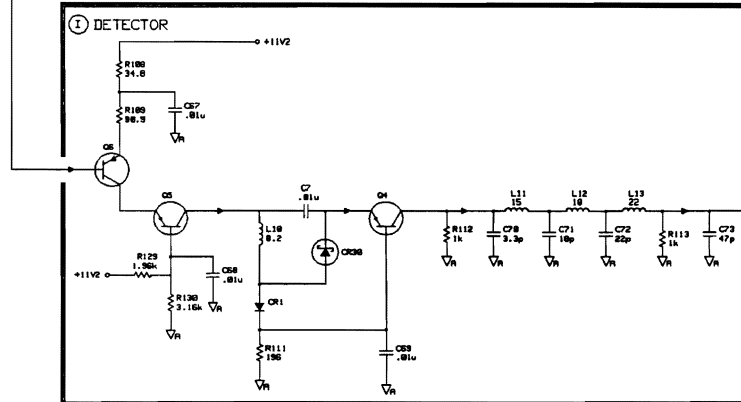 I DETECTOR
+11V2
R108
34.8
R109
90.9
C67
.01u
A
Q6
Q5
C7
.01u
Q4
L11
15
L12
18
L13
22
R112
1k
C70
3.3p
C71
10p
C72
22p
R113
1k
C73
47p
A
A
A
A
A
A
L10
8.2
CR30
R129
1.96k
+11V2
C68
.01u
R130
3.16k
A
A
CR1
R111
196
C69
.01u
A
A